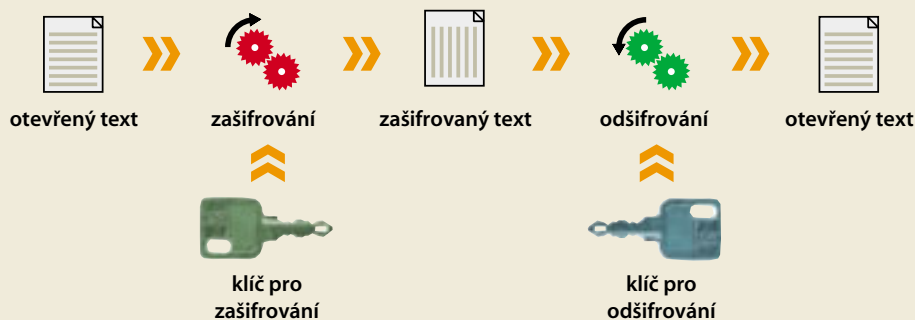 otevřený text
zašifrování
zašifrovaný text
odšifrování
otevřený text
klíč pro
zašifrování
klíč pro
odšifrování